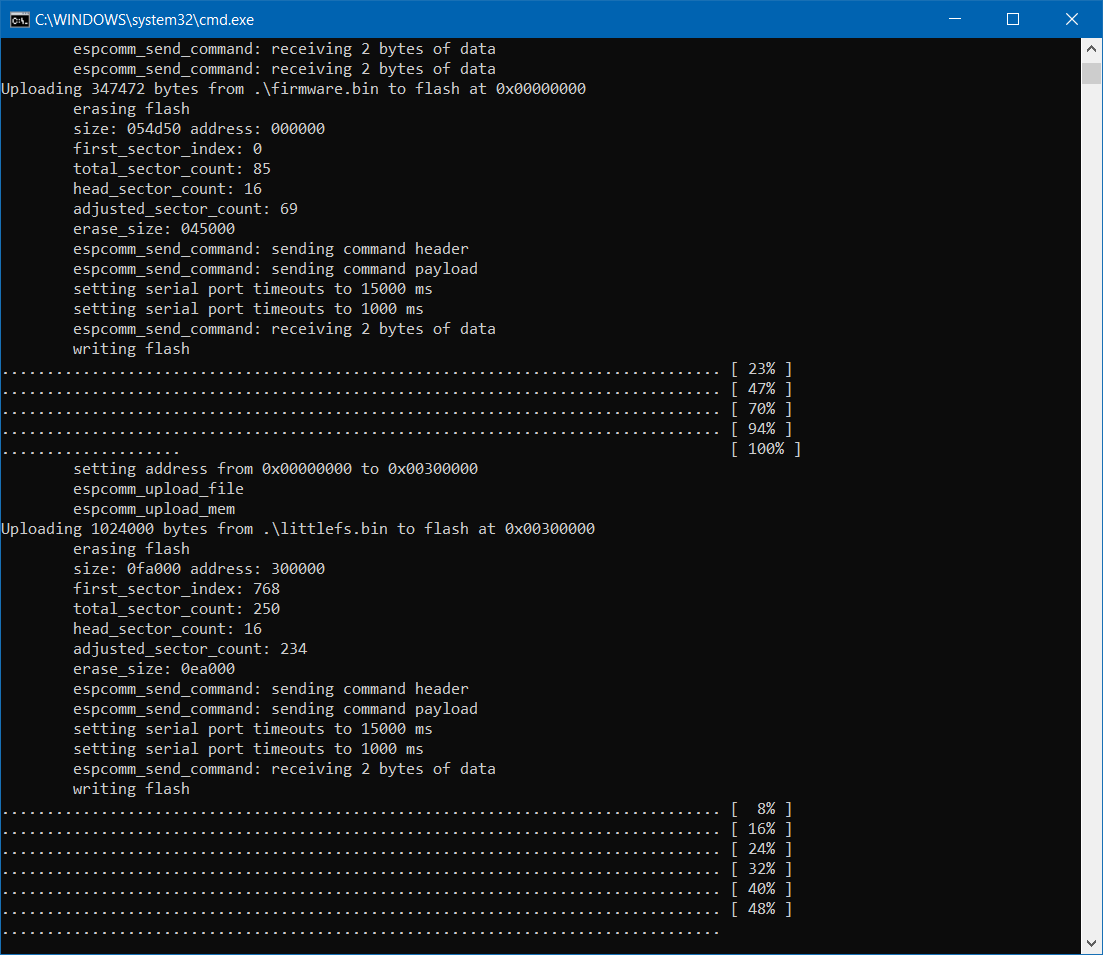 C:\WINDOWS\system32\cmd.exe
espcomm_send_command: receiving 2 bytes of data
espcomm_send_command: receiving 2 bytes of data
Uploading 347472 bytes from .\firmware.bin to flash at 0x00000000
erasing flash
size: 054d50 address: 000000
first_sector_index: 0
total_sector_count: 85
head_sector_count: 16
adjusted_sector_count: 69
erase_size: 045000
espcomm_send_command: sending command header
espcomm_send_command: sending command payload
setting serial port timeouts to 15000 ms
setting serial port timeouts to 1000 ms
espcomm_send_command: receiving 2 bytes of data
writing flash
................................................................................ [ 23% ]
................................................................................ [ 47% ]
................................................................................ [ 70% ]
................................................................................ [ 94% ]
.................... [ 100% ]
setting address from 0x00000000 to 0x00300000
espcomm_upload_file
espcomm_upload_mem
Uploading 1024000 bytes from .\littlefs.bin to flash at 0x00300000
erasing flash
size: 0fa000 address: 300000
first_sector_index: 768
total_sector_count: 250
head_sector_count: 16
adjusted_sector_count: 234
erase_size: 0ea000
espcomm_send_command: sending command header
espcomm_send_command: sending command payload
setting serial port timeouts to 15000 ms
setting serial port timeouts to 1000 ms
espcomm_send_command: receiving 2 bytes of data
writing flash
................................................................................ [ 8% ]
................................................................................ [ 16% ]
................................................................................ [ 24% ]
................................................................................ [ 32% ]
................................................................................ [ 40% ]
................................................................................ [ 48% ]
................................................................................